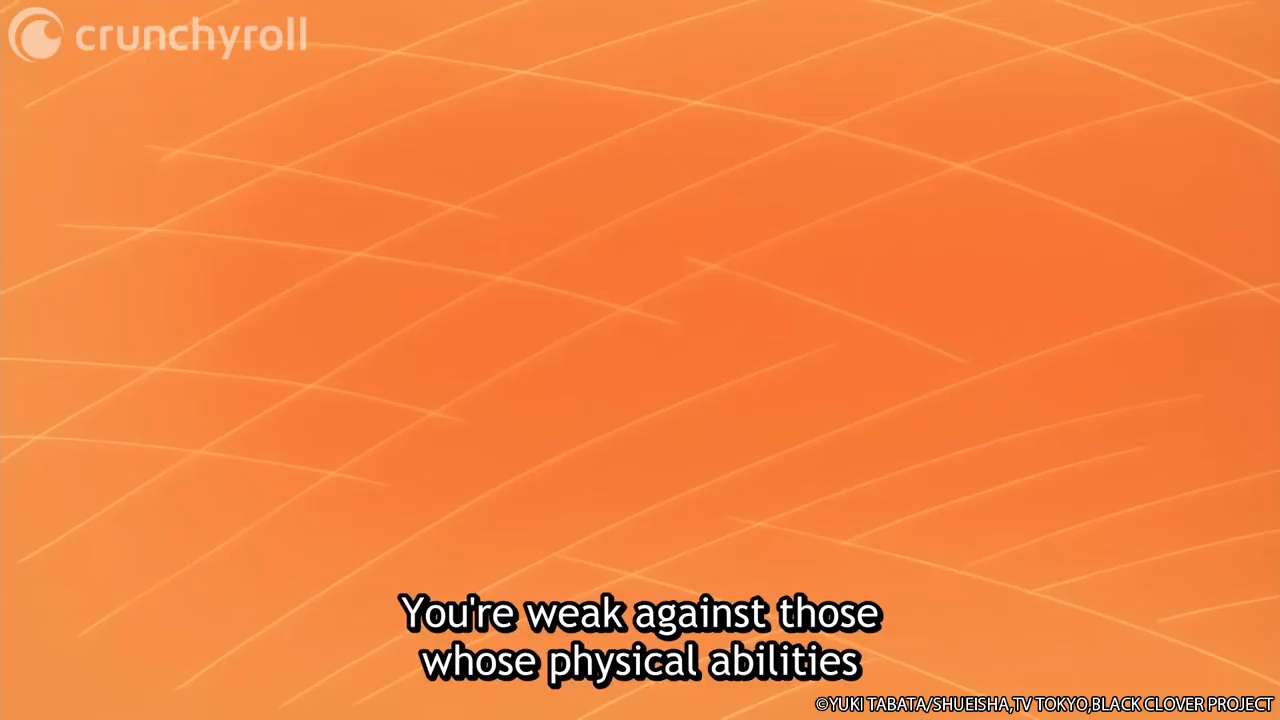 crunchyroll
You're weak against those
whose physical abilities
©YUKI TABATA/SHUEISHA,TV TOKYO,BLACK CLOVER PROJECT